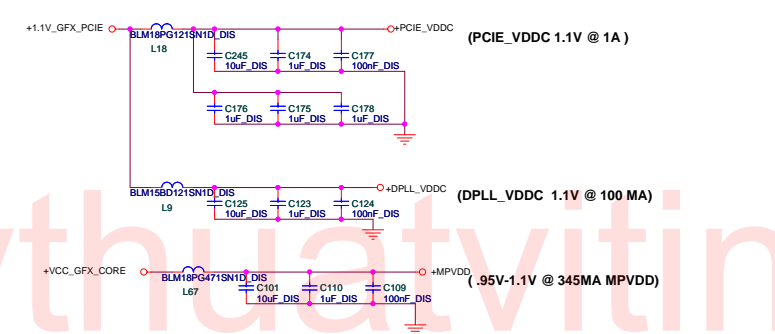 +1.1V_GFX_PCIE
BLM18PG121SN1D_DIS
L18
+PCIE_VDDC
(PCIE_VDDC 1.1V @ 1A )
C245
10uF_DIS
C174
1uF_DIS
C177
100nF_DIS
C176
1uF_DIS
C175
1uF_DIS
C178
1uF_DIS
BLM15BD121SN1D_DIS
L9
+DPLL_VDDC
(DPLL_VDDC 1.1V @ 100 MA)
C125
10uF_DIS
C123
1uF_DIS
C124
100nF_DIS
+VCC_GFX_CORE
BLM18PG471SN1D_DIS
L67
+MPVDD
( .95V-1.1V @ 345MA MPVDD)
C101
10uF_DIS
C110
1uF_DIS
C109
100nF_DIS
ythuatvitin